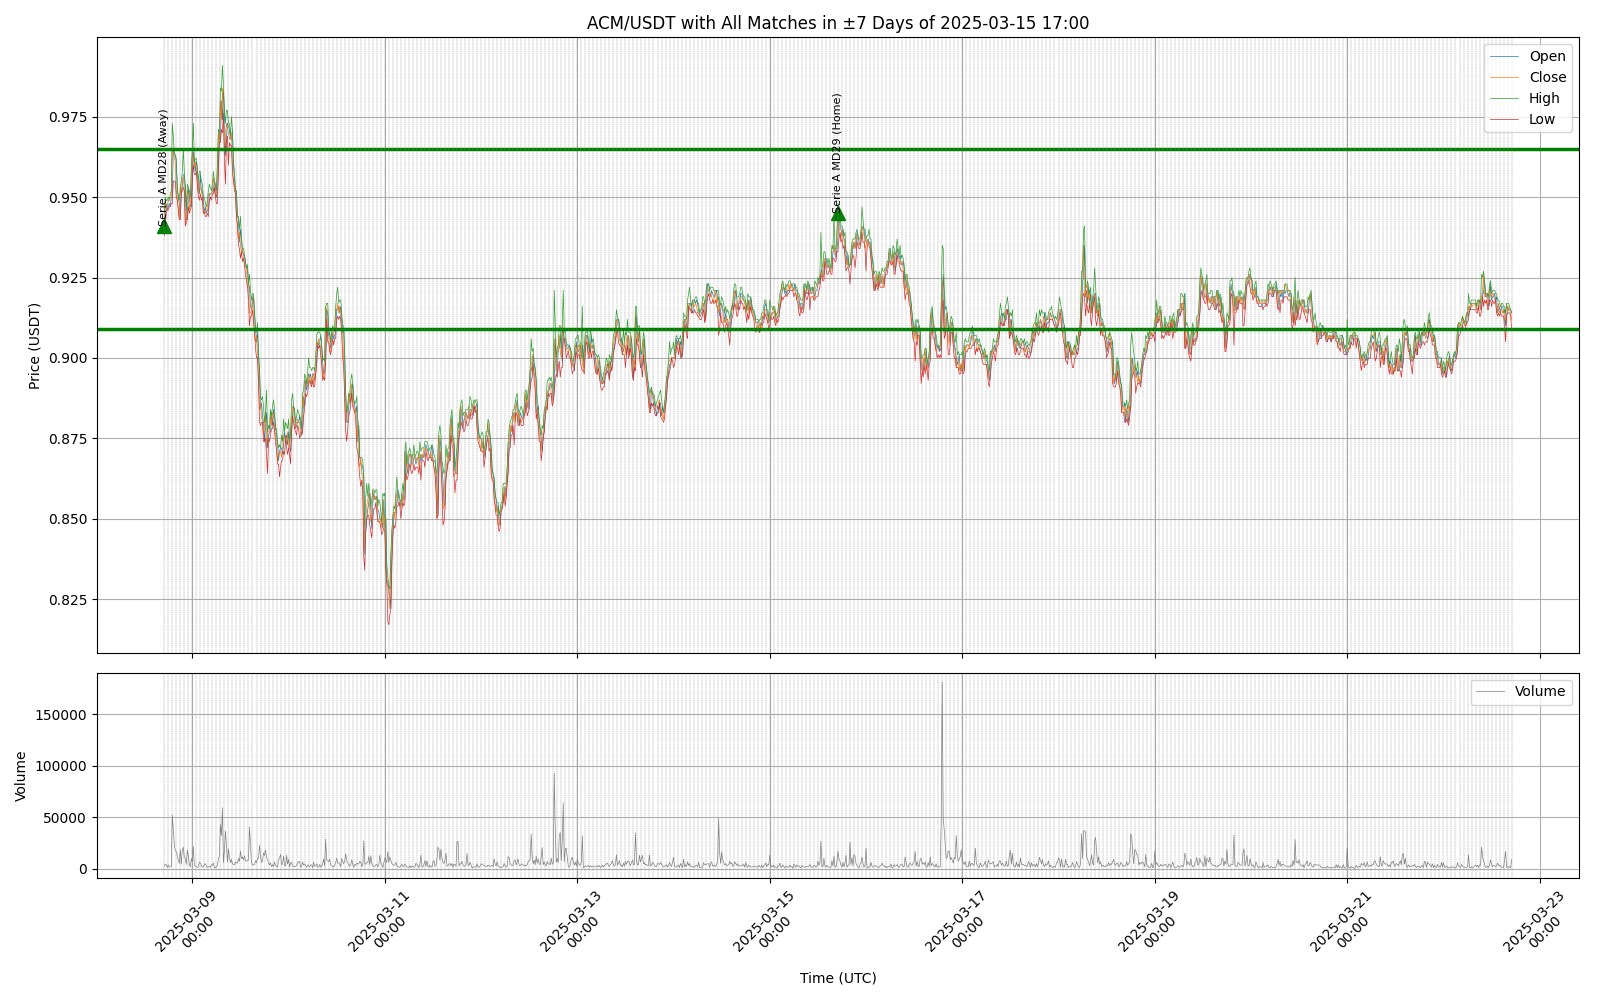 ACM/USDT with All Matches in ±7 Days of 2025-03-15 17:00
Open
Close
High
Low
Serie A MD28 (Away)
Serie A MD29 (Home)
Price (USDT)
0.975
0.950
0.925
0.900
0.875
0.850
0.825
Volume
Volume
150000
100000
50000
0
2025-03-09
00:00
2025-03-11
00:00
2025-03-13
00:00
2025-03-15
00:00
2025-03-17
00:00
2025-03-19
00:00
2025-03-21
00:00
2025-03-23
00:00
Time (UTC)